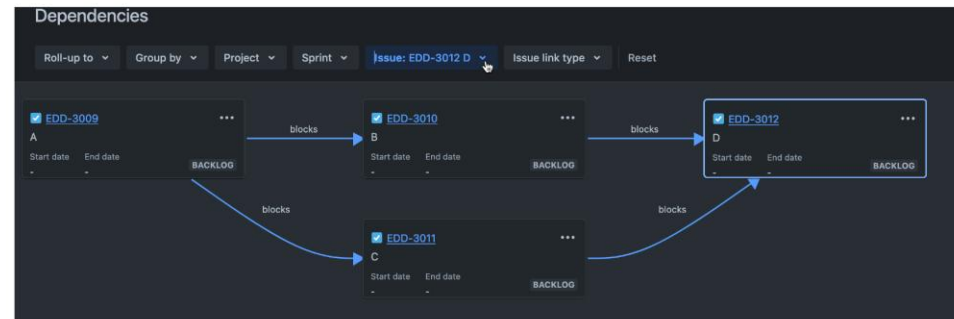 Dependencies
Roll-up to Group by Project Sprint Issue: EDD-3012 D Issue link type Reset
EDD-3009
A
Start date End date
- -
BACKLOG
blocks
EDD-3010
B
Start date End date
- -
BACKLOG
blocks
EDD-3012
D
Start date End date
- -
BACKLOG
blocks
EDD-3011
C
Start date End date
- -
BACKLOG
blocks